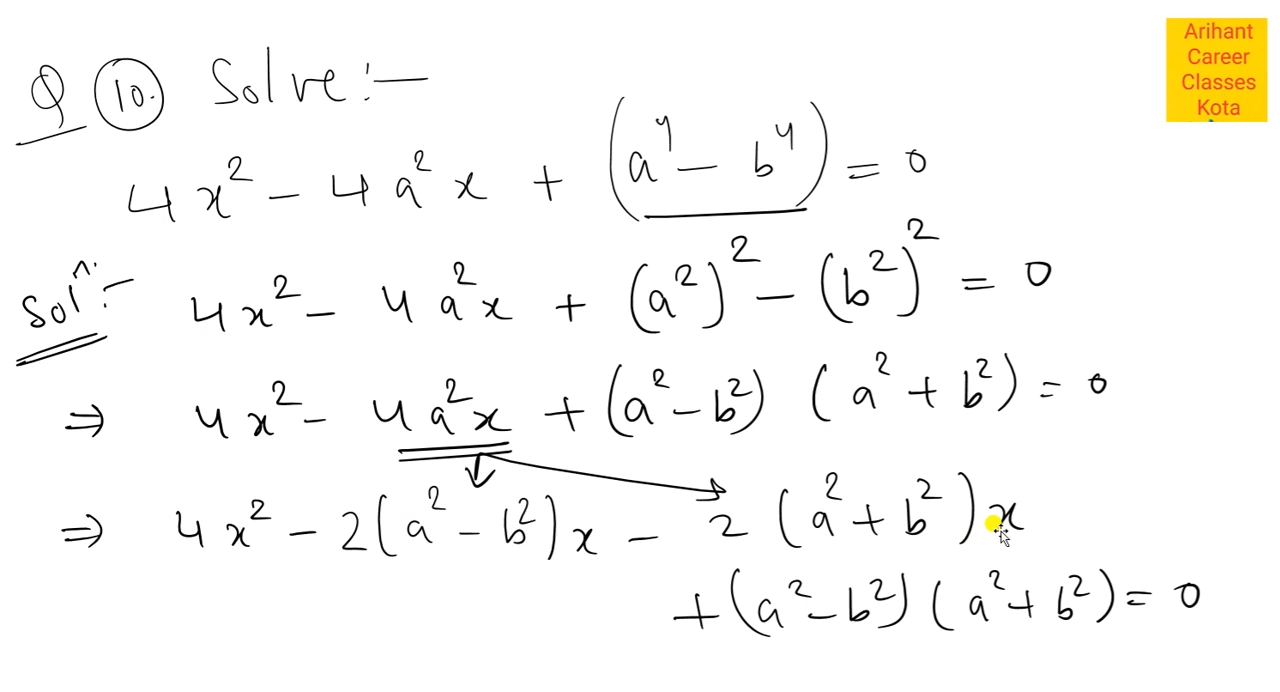 Arihant
Career
Classes
Kota
Q 10. Solve:-
4x² - 4a²x + (a⁴ - b⁴) = 0
Solⁿ:- 4x² - 4a²x + (a²)² - (b²)² = 0
⇒ 4x² - 4a²x + (a² - b²) (a² + b²) = 0
⇒ 4x² - 2(a² - b²)x - 2(a² + b²)x
+ (a² - b²) (a² + b²) = 0